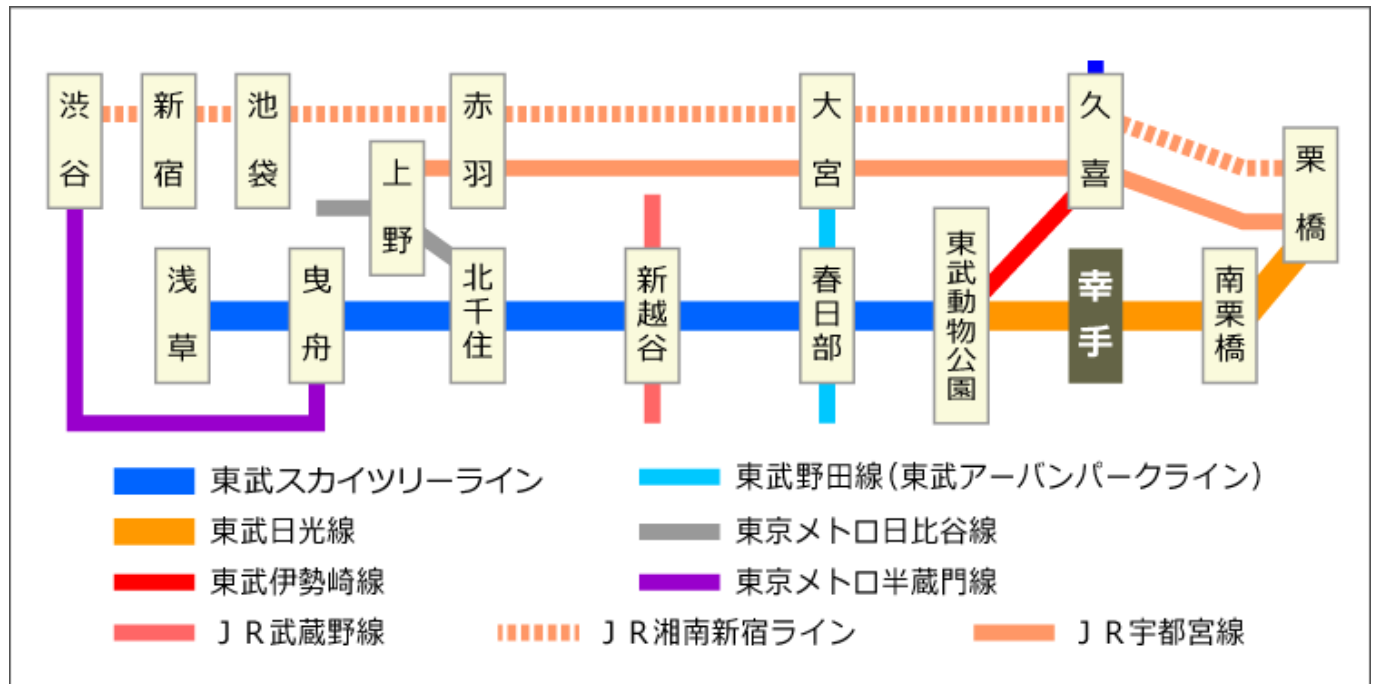 渋谷
新宿
池袋
赤羽
大宮
久喜
上野
栗橋
浅草
曳舟
北千住
新越谷
春日部
東武動物公園
幸手
南栗橋
東武スカイツリーライン
東武野田線(東武アーバンパークライン)
東武日光線
東京メトロ日比谷線
東武伊勢崎線
東京メトロ半蔵門線
JR武蔵野線
JR湘南新宿ライン
JR宇都宮線